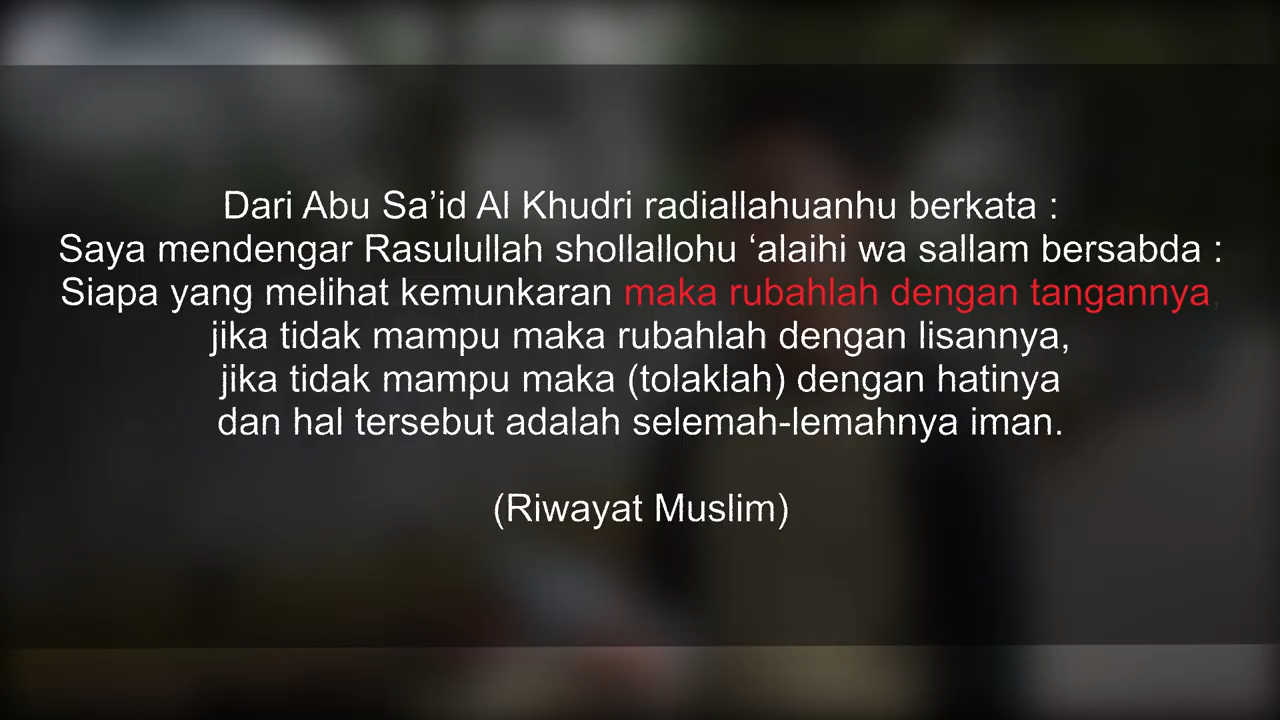 Dari Abu Sa’id Al Khudri radiallahuanhu berkata :
Saya mendengar Rasulullah shollallohu ‘alaihi wa sallam bersabda :
Siapa yang melihat kemunkaran maka rubahlah dengan tangannya,
jika tidak mampu maka rubahlah dengan lisannya,
jika tidak mampu maka (tolaklah) dengan hatinya
dan hal tersebut adalah selemah-lemahnya iman.
(Riwayat Muslim)